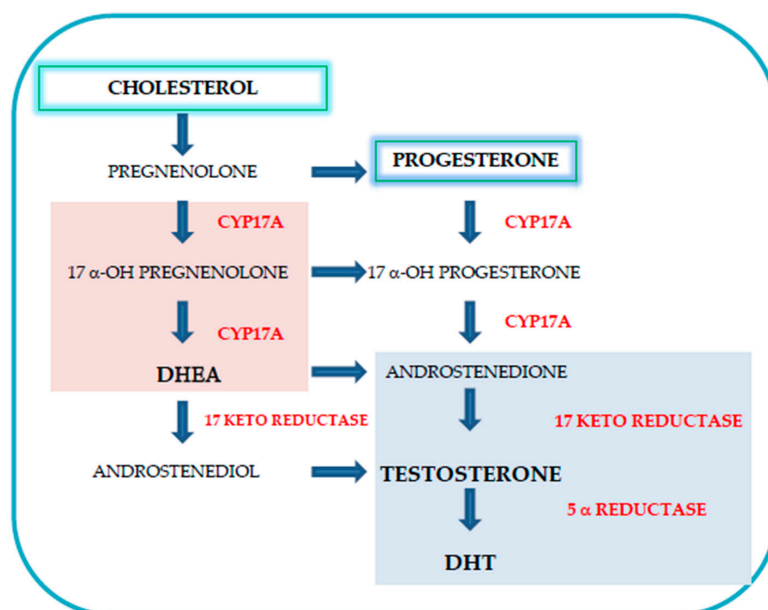 CHOLESTEROL
PREGNENOLONE
PROGESTERONE
CYP17A
CYP17A
17 α-OH PREGNENOLONE
17 α-OH PROGESTERONE
CYP17A
CYP17A
DHEA
ANDROSTENEDIONE
17 KETO REDUCTASE
17 KETO REDUCTASE
ANDROSTENEDIOL
TESTOSTERONE
5 α REDUCTASE
DHT